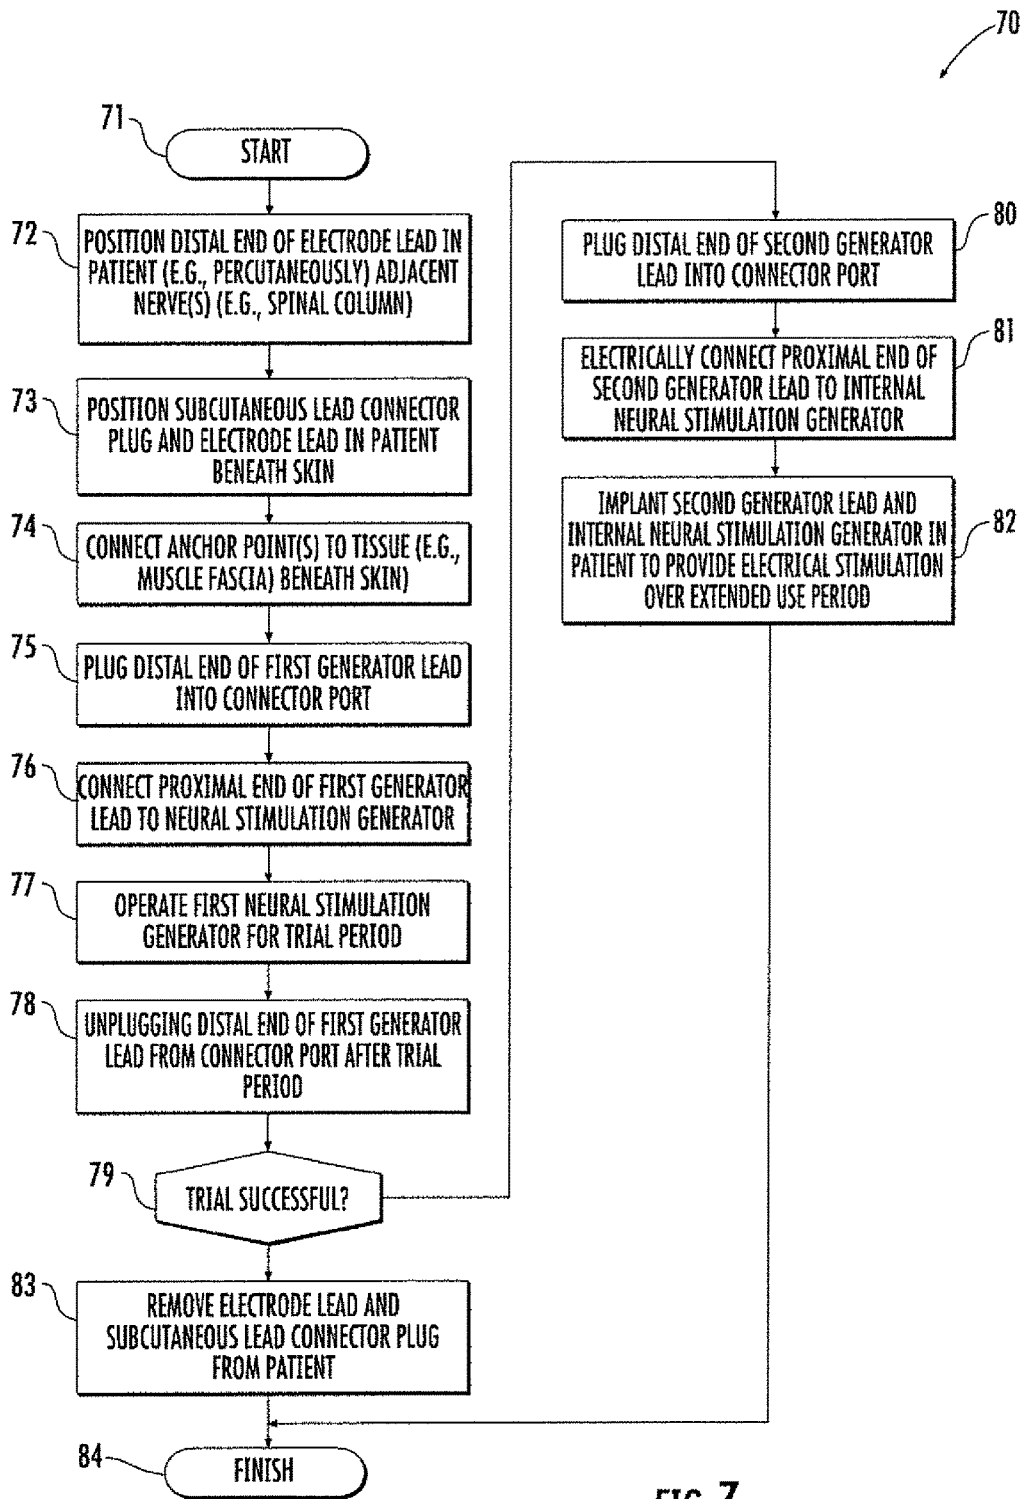 70
71
START
72
POSITION DISTAL END OF ELECTRODE LEAD IN
PATIENT (E.G., PERCUTANEOUSLY) ADJACENT
NERVE(S) (E.G., SPINAL COLUMN)
73
POSITION SUBCUTANEOUS LEAD CONNECTOR
PLUG AND ELECTRODE LEAD IN PATIENT
BENEATH SKIN
74
CONNECT ANCHOR POINT(S) TO TISSUE (E.G.,
MUSCLE FASCIA) BENEATH SKIN)
75
PLUG DISTAL END OF FIRST GENERATOR LEAD
INTO CONNECTOR PORT
76
CONNECT PROXIMAL END OF FIRST GENERATOR
LEAD TO NEURAL STIMULATION GENERATOR
77
OPERATE FIRST NEURAL STIMULATION
GENERATOR FOR TRIAL PERIOD
78
UNPLUGGING DISTAL END OF FIRST GENERATOR
LEAD FROM CONNECTOR PORT AFTER TRIAL
PERIOD
79
TRIAL SUCCESSFUL?
80
PLUG DISTAL END OF SECOND GENERATOR
LEAD INTO CONNECTOR PORT
81
ELECTRICALLY CONNECT PROXIMAL END OF
SECOND GENERATOR LEAD TO INTERNAL
NEURAL STIMULATION GENERATOR
82
IMPLANT SECOND GENERATOR LEAD AND
INTERNAL NEURAL STIMULATION GENERATOR IN
PATIENT TO PROVIDE ELECTRICAL STIMULATION
OVER EXTENDED USE PERIOD
83
REMOVE ELECTRODE LEAD AND
SUBCUTANEOUS LEAD CONNECTOR PLUG
FROM PATIENT
84
FINISH
FIG. 7